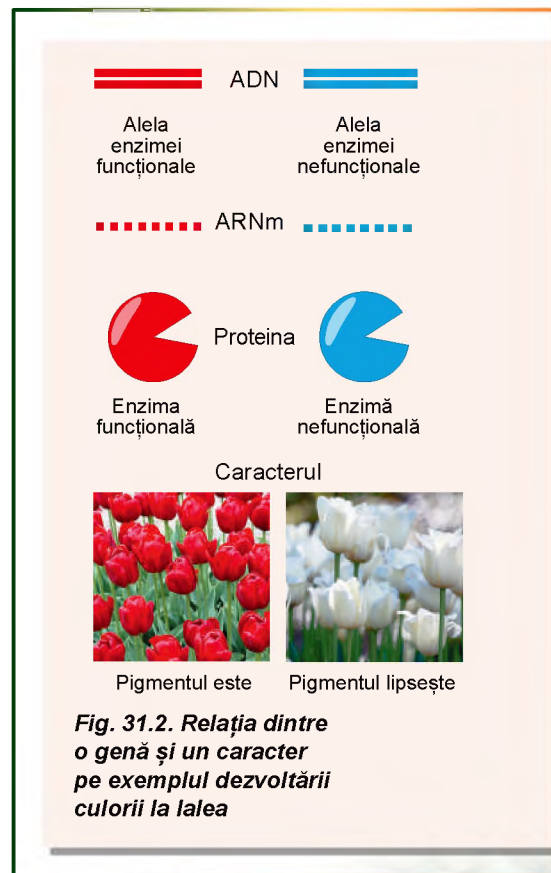 ADN
Alela
enzimei
funcționale
Alela
enzimei
nefuncționale
ARNm
Proteina
Enzima
funcțională
Enzimă
nefuncțională
Caracterul
Pigmentul este
Pigmentul lipsește
Fig. 31.2. Relația dintre
o genă și un caracter
pe exemplul dezvoltării
culorii la lalea